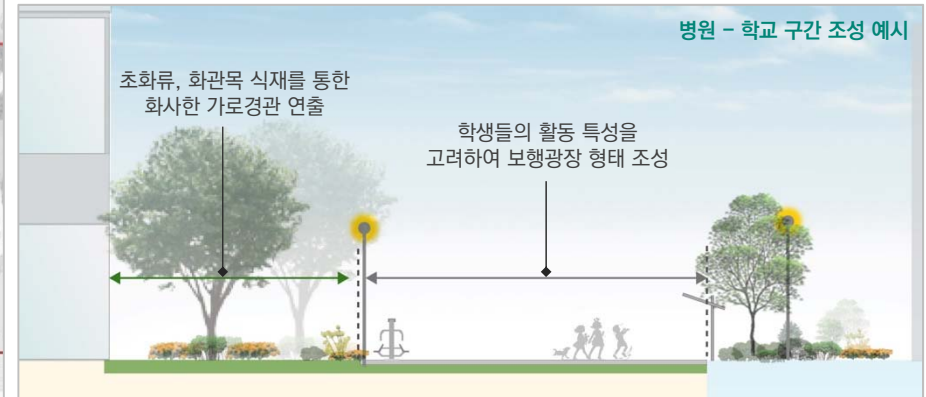 병원 - 학교 구간 조성 예시
초화류, 화관목 식재를 통한
화사한 가로경관 연출
학생들의 활동 특성을
고려하여 보행광장 형태 조성